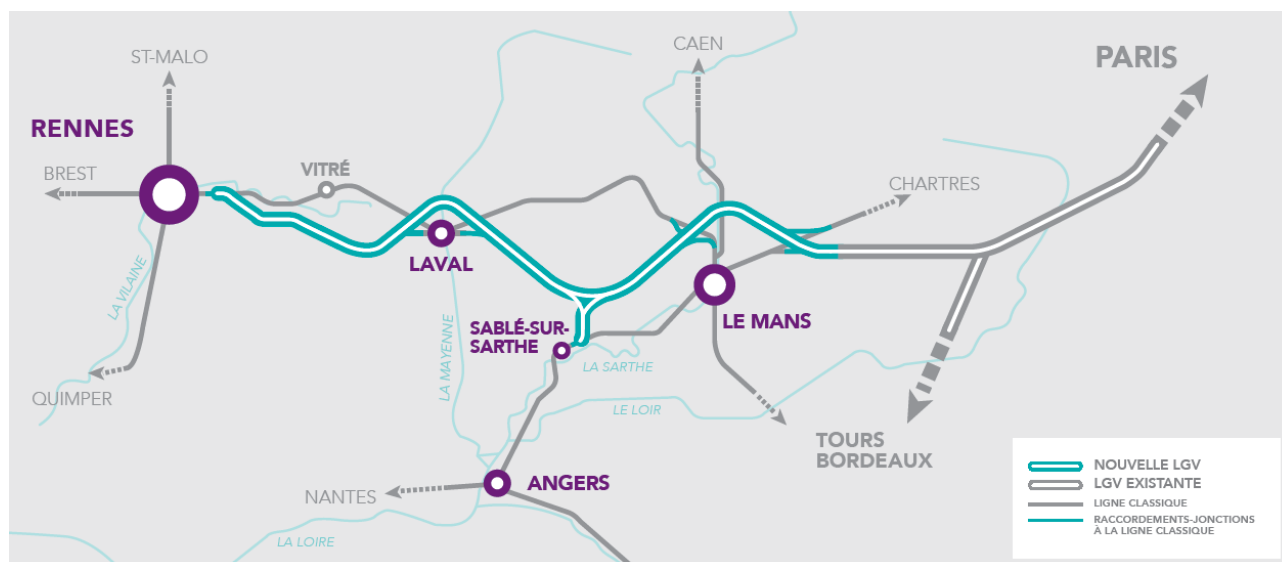 ST-MALO
CAEN
PARIS
RENNES
BREST
VITRÉ
CHARTRES
LAVAL
LA VILAINE
LE MANS
SABLÉ-SUR-
SARTHE
LA MAYENNE
LA SARTHE
QUIMPER
LE LOIR
TOURS
BORDEAUX
ANGERS
NANTES
LA LOIRE
NOUVELLE LGV
LGV EXISTANTE
LIGNE CLASSIQUE
RACCORDEMENTS-JONCTIONS
À LA LIGNE CLASSIQUE